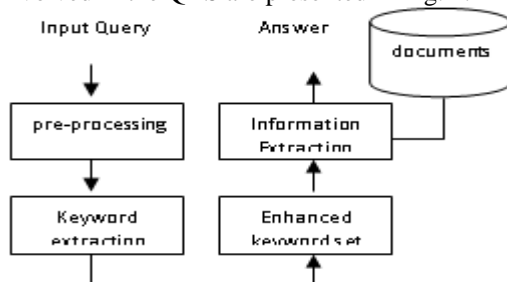 Input Query
Answer
documents
pre-processing
Information
Extraction
Keyword
extraction
Enhanced
keyword set